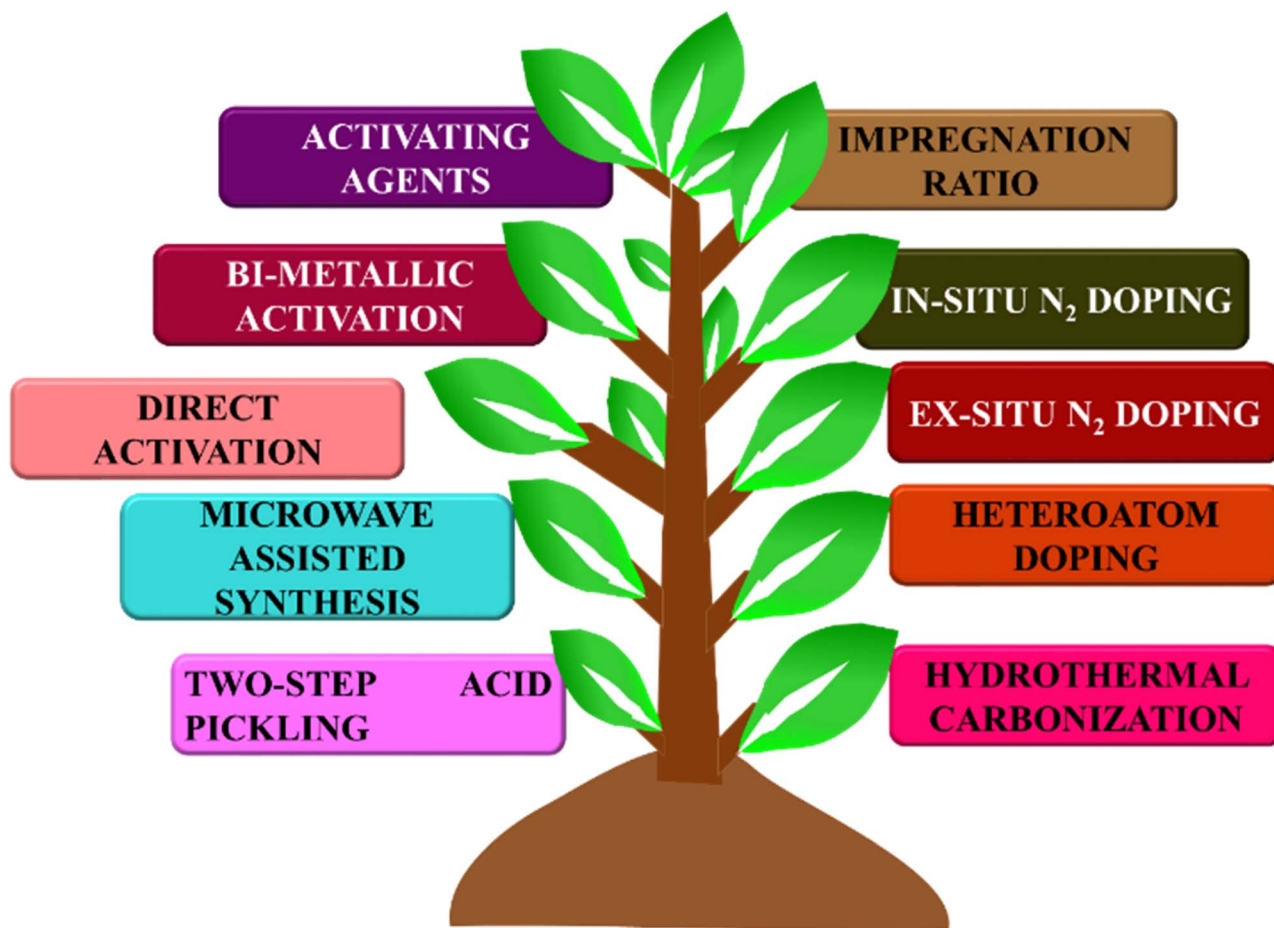 ACTIVATING
AGENTS
IMPREGNATION
RATIO
BI-METALLIC
ACTIVATION
IN-SITU N₂ DOPING
DIRECT
ACTIVATION
EX-SITU N₂ DOPING
MICROWAVE
ASSISTED
SYNTHESIS
HETEROATOM
DOPING
TWO-STEP ACID
PICKLING
HYDROTHERMAL
CARBONIZATION